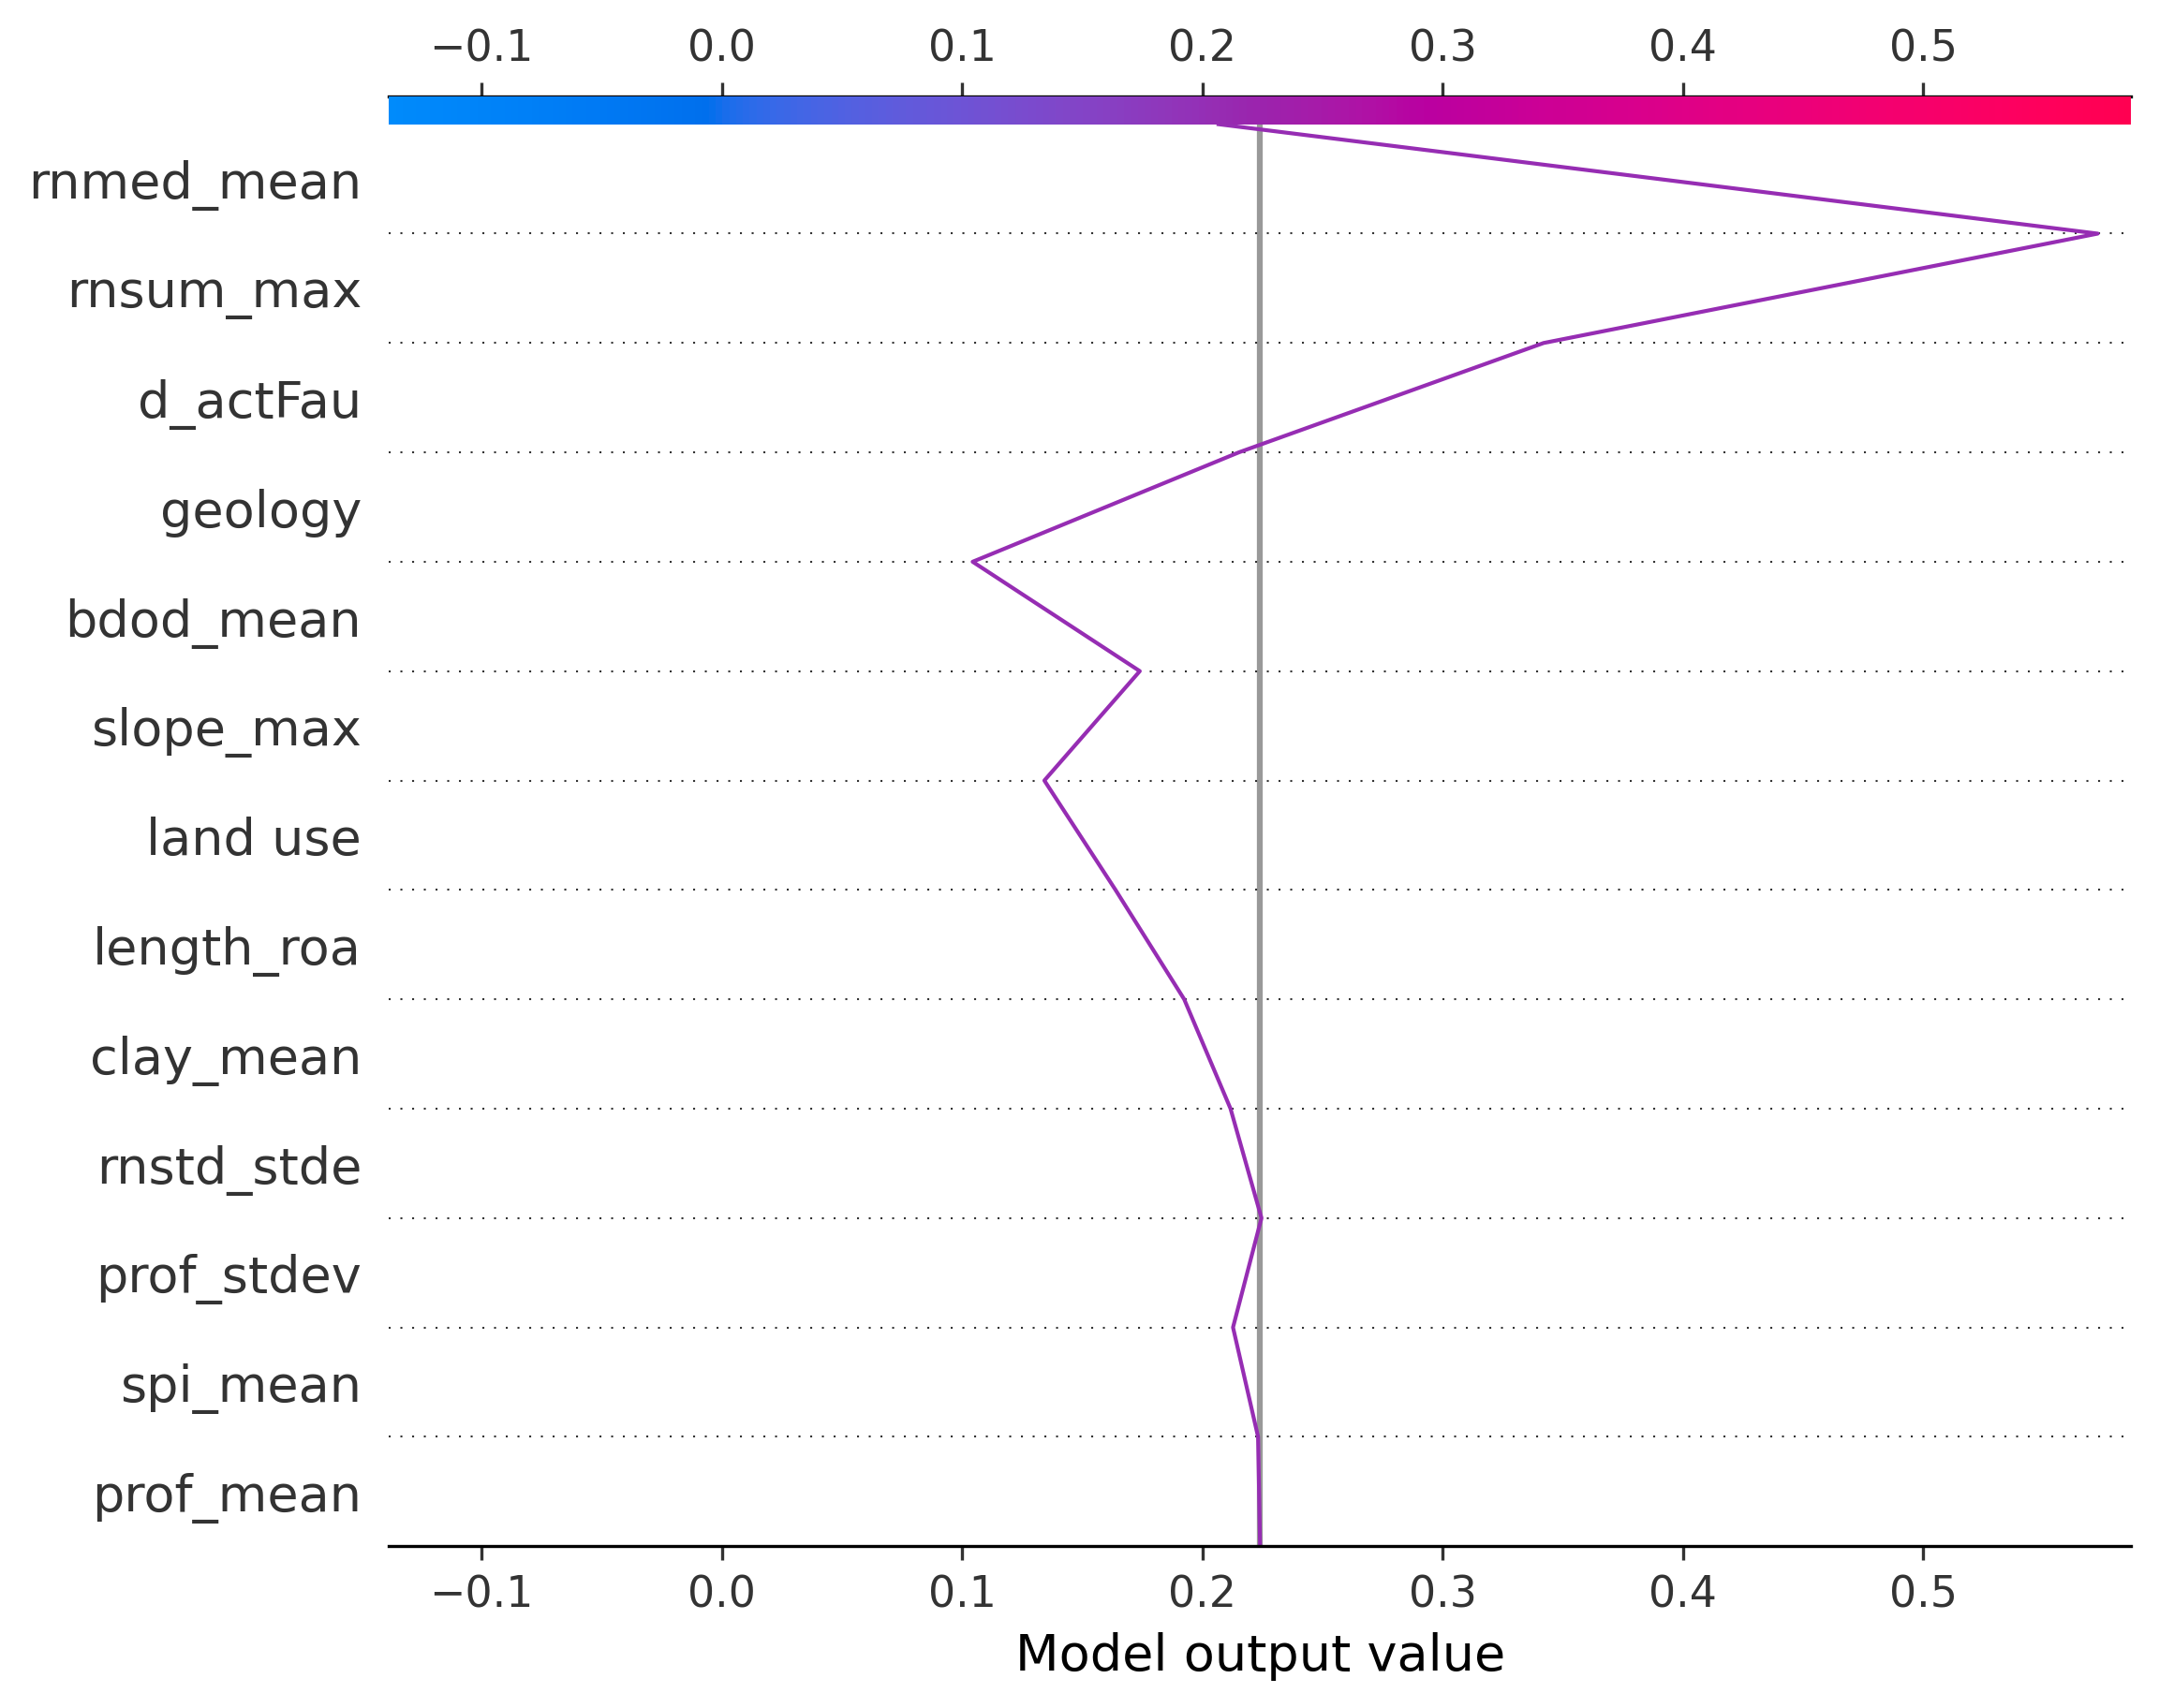 −0.1 0.0 0.1 0.2 0.3 0.4 0.5
rnmed_mean
rnsum_max
d_actFau
geology
bdod_mean
slope_max
land use
length_roa
clay_mean
rnstd_stde
prof_stdev
spi_mean
prof_mean
−0.1 0.0 0.1 0.2 0.3 0.4 0.5
Model output value